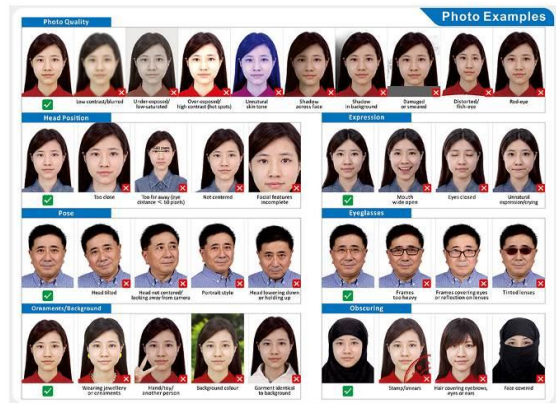 Photo Examples
Photo Quality
Low contrast/blurred
Under-exposed/
low-saturated
Over-exposed/
high contrast (hot spots)
Unnatural
skin tone
Shadow
across face
Shadow
in background
Damaged
or smeared
Distorted/
fish-eye
Red-eye
Head Position
Too close
Too far away (eye
distance < 60 pixels)
Not centered
Facial features
incomplete
Expression
Mouth
wide open
Eyes closed
Unnatural
expression/crying
Pose
Head tilted
Head not centered/
looking away from camera
Portrait style
Head lowering down
or holding up
Eyeglasses
Frames
too heavy
Frames covering eyes
or reflection on lenses
Tinted lenses
Ornaments/Background
Wearing jewellery
or ornaments
Hand/toy/
another person
Background colour
Garment identical
to background
Obscuring
Stamp/smears
Hair covering eyebrows,
eyes or ears
Face covered